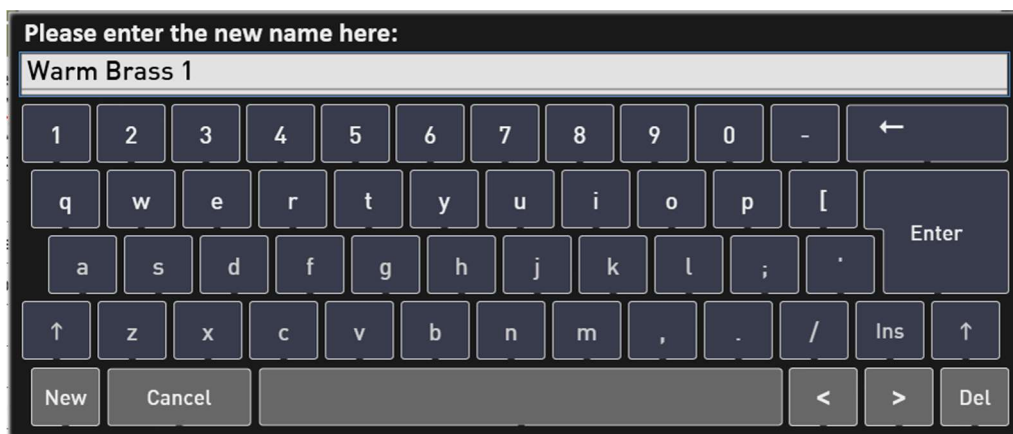 Please enter the new name here:
Warm Brass 1
1 2 3 4 5 6 7 8 9 0 - ←
q w e r t y u i o p [
Enter
a s d f g h j k l ; '
↑ z x c v b n m , . / Ins ↑
New Cancel < > Del